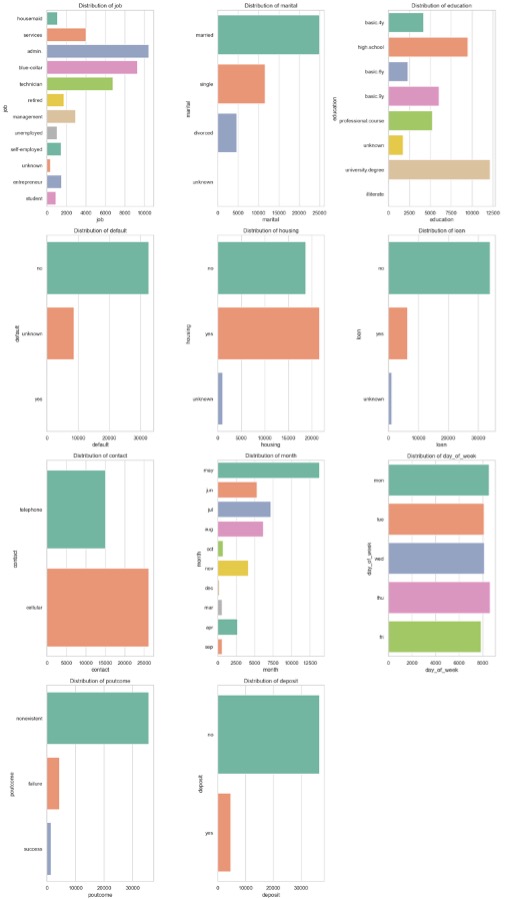 Distribution of job
housemaid
services
admin
blue-collar
technician
retired
management
unemployed
self-employed
unknown
entrepreneur
student
job
0 2000 4000 6000 8000 10000
job
Distribution of marital
married
single
divorced
unknown
marital
0 5000 10000 15000 20000 25000
marital
Distribution of education
basic.4y
high.school
basic.6y
basic.9y
professional.course
unknown
university.degree
illiterate
education
0 2500 5000 7500 10000 12500
education
Distribution of default
no
unknown
yes
default
0 10000 20000 30000
default
Distribution of housing
no
yes
unknown
housing
0 5000 10000 15000 20000
housing
Distribution of loan
no
yes
unknown
loan
0 10000 20000 30000
loan
Distribution of contact
telephone
cellular
contact
0 5000 10000 15000 20000 25000
contact
Distribution of month
may
jun
jul
aug
oct
nov
dec
mar
apr
sep
month
0 2500 5000 7500 10000 12500
month
Distribution of day_of_week
mon
tue
wed
thu
fri
day_of_week
0 2000 4000 6000 8000
day_of_week
Distribution of poutcome
nonexistent
failure
success
poutcome
0 10000 20000 30000
poutcome
Distribution of deposit
no
yes
deposit
0 10000 20000 30000
deposit